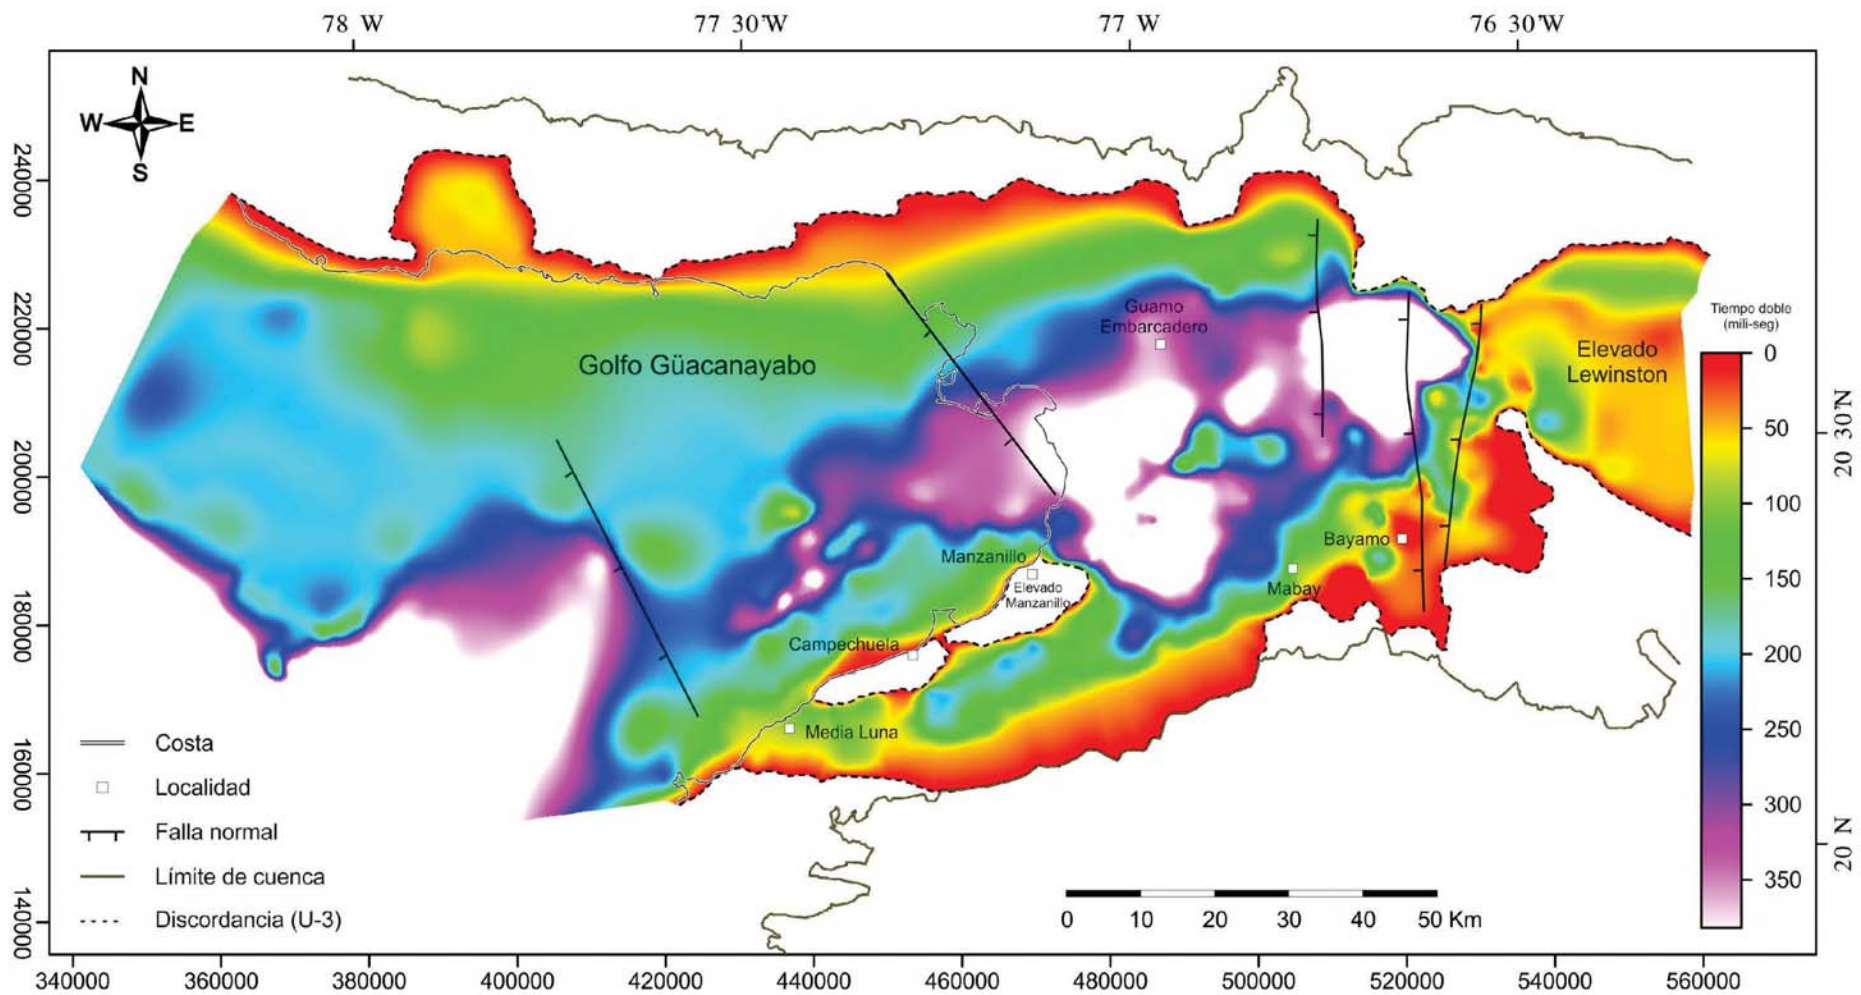 78 W
77 30'W
77 W
76 30'W
N
W
E
S
240000
220000
200000
180000
160000
140000
20 30 N
20 N
Guamo
Embarcadero
Golfo Güacanayabo
Elevado
Lewinston
Bayamo
Manzanillo
Elevado
Manzanillo
Mabay
Campechuela
Media Luna
Tiempo doble
(mili-seg)
0
50
100
150
200
250
300
350
Costa
Localidad
Falla normal
Límite de cuenca
Discordancia (U-3)
0 10 20 30 40 50 Km
340000 360000 380000 400000 420000 440000 460000 480000 500000 520000 540000 560000